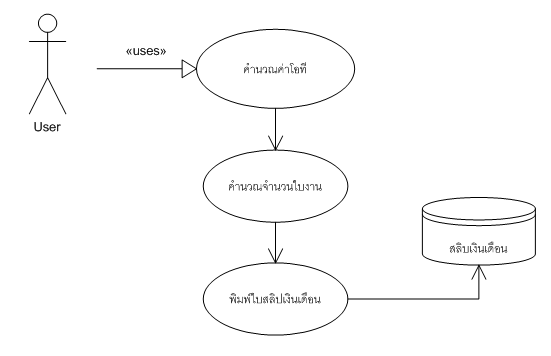 «uses»
คำนวณค่าโอที
User
คำนวณจำนวนใบงาน
สลิบเงินเดือน
พิมพ์ใบสลิปเงินเดือน